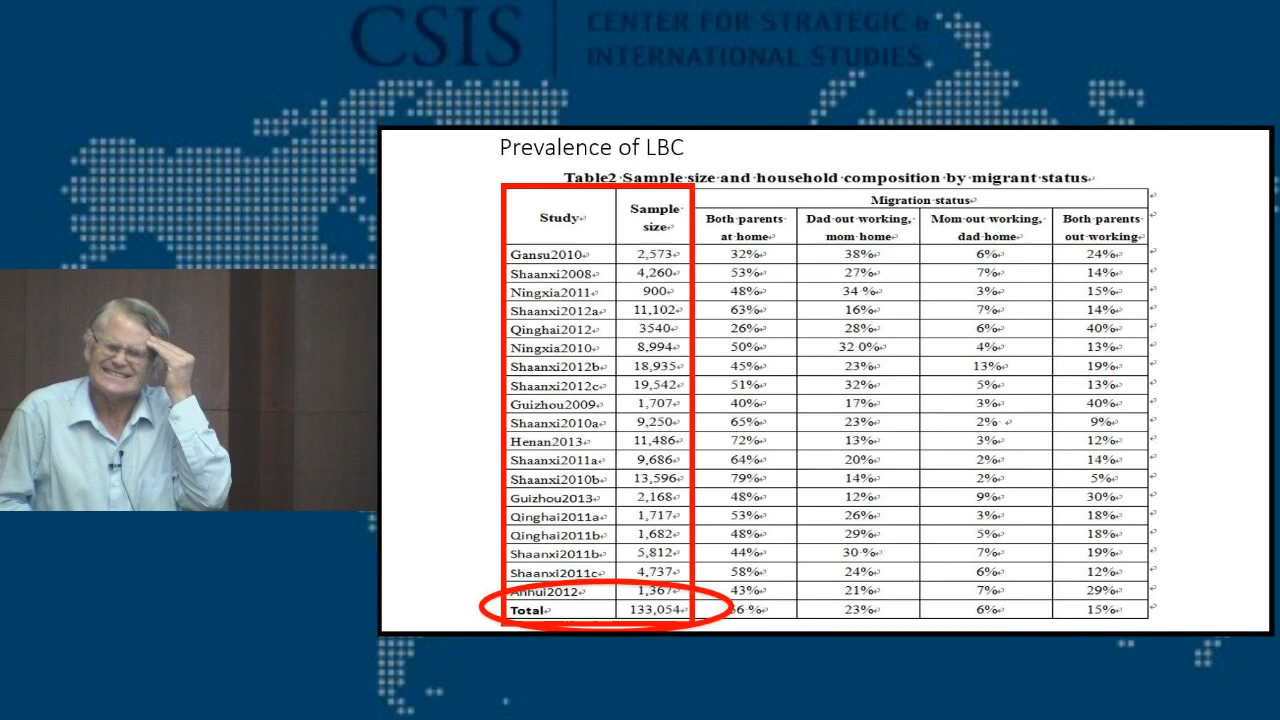 CSIS
CENTER FOR STRATEGIC &
INTERNATIONAL STUDIES
Prevalence of LBC
Table2 Sample size and household composition by migrant status
Study Sample size Migration status
Both parents at home Dad out working, mom home Mom out working, dad home Both parents out working
Gansu2010 2,573 32% 38% 6% 24%
Shaanxi2008 4,260 53% 27% 7% 14%
Ningxia2011 900 48% 34 % 3% 15%
Shaanxi2012a 11,102 63% 16% 7% 14%
Qinghai2012 3540 26% 28% 6% 40%
Ningxia2010 8,994 50% 32 0% 4% 13%
Shaanxi2012b 18,935 45% 23% 13% 19%
Shaanxi2012c 19,542 51% 32% 5% 13%
Guizhou2009 1,707 40% 17% 3% 40%
Shaanxi2010a 9,250 65% 23% 2% 9%
Henan2013 11,486 72% 13% 3% 12%
Shaanxi2011a 9,686 64% 20% 2% 14%
Shaanxi2010b 13,596 79% 14% 2% 5%
Guizhou2013 2,168 48% 12% 9% 30%
Qinghai2011a 1,717 53% 26% 3% 18%
Qinghai2011b 1,682 48% 29% 5% 18%
Shaanxi2011b 5,812 44% 30 % 7% 19%
Shaanxi2011c 4,737 58% 24% 6% 12%
Anhui2012 1,367 43% 21% 7% 29%
Total 133,054 23% 6% 15%